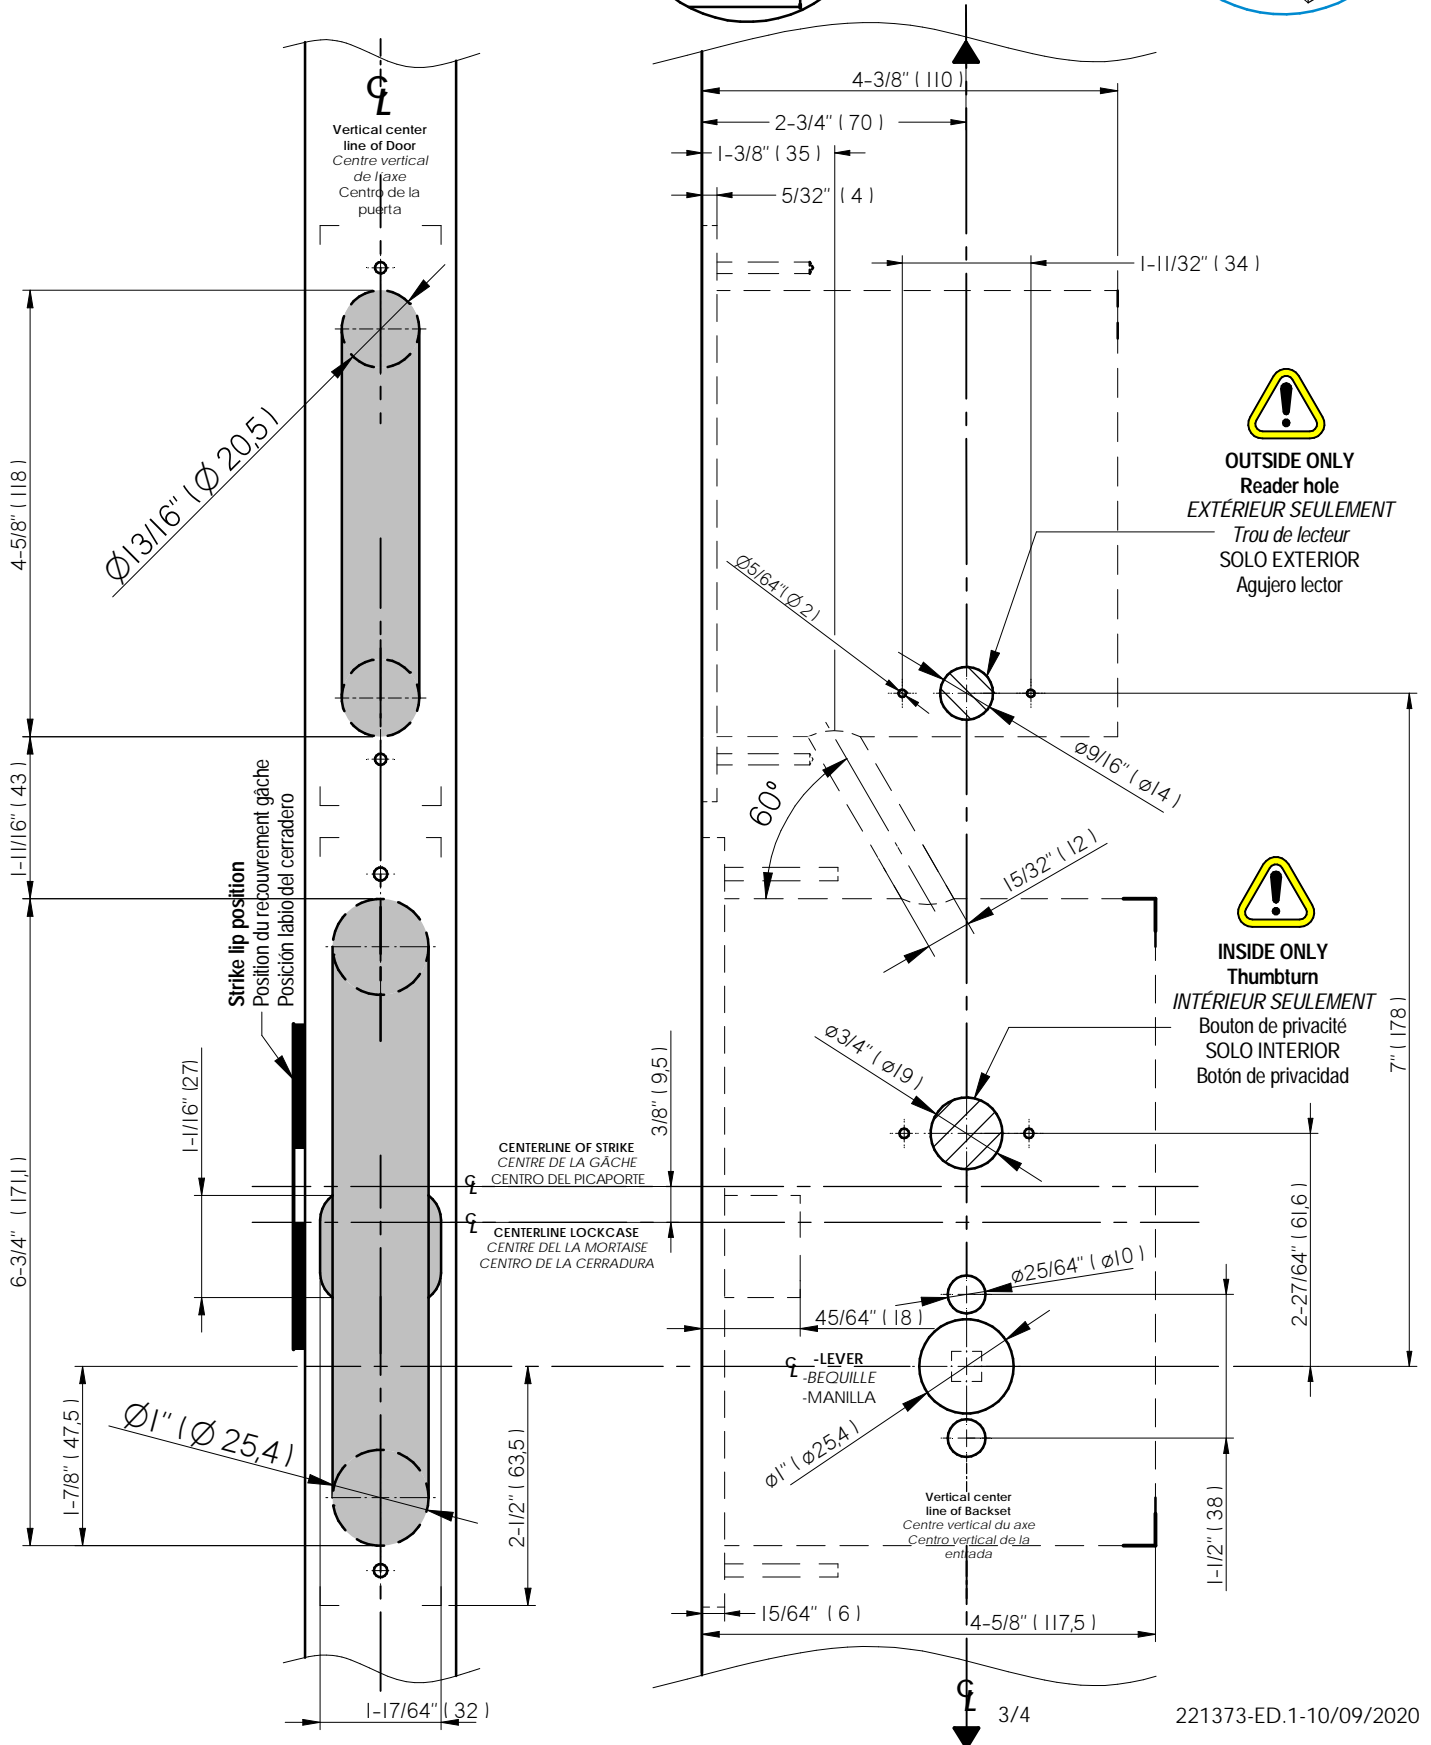 4-3/8" (110)
2-3/4" (70)
1-3/8" (35)
5/32" (4)
1-11/32" (34)
℄
Vertical center
line of Door
Centre vertical
de l'axe
Centro de la
puerta
Ø13/16" (Ø 20,5)
4-5/8" (118)
1-11/16" (43)
6-3/4" (171,1)
Strike lip position
Position du recouvrement gâche
Posición labio del cerradero
1-1/16" (27)
1-7/8" (47,5)
Ø1" (Ø 25,4)
2-1/2" (63,5)
1-17/64" (32)
OUTSIDE ONLY
Reader hole
EXTÉRIEUR SEULEMENT
Trou de lecteur
SOLO EXTERIOR
Agujero lector
Ø5/64" (Ø 2)
Ø9/16" (Ø14)
60°
15/32" (12)
INSIDE ONLY
Thumbturn
INTÉRIEUR SEULEMENT
Bouton de privacité
SOLO INTERIOR
Botón de privacidad
7" (178)
Ø3/4" (Ø19)
3/8" (9,5)
CENTERLINE OF STRIKE
CENTRE DE LA GÂCHE
℄ CENTRO DEL PICAPORTE
℄ CENTERLINE LOCKCASE
CENTRE DEL LA MORTAISE
CENTRO DE LA CERRADURA
2-27/64" (61,6)
Ø25/64" (Ø10)
45/64" (18)
℄ -LEVER
-BEQUILLE
-MANILLA
Ø1" (Ø25,4)
1-1/2" (38)
Vertical center
line of Backset
Centre vertical du axe
Centro vertical de la
entrada
15/64" (6)
4-5/8" (117,5)
℄
3/4
221373-ED.1-10/09/2020